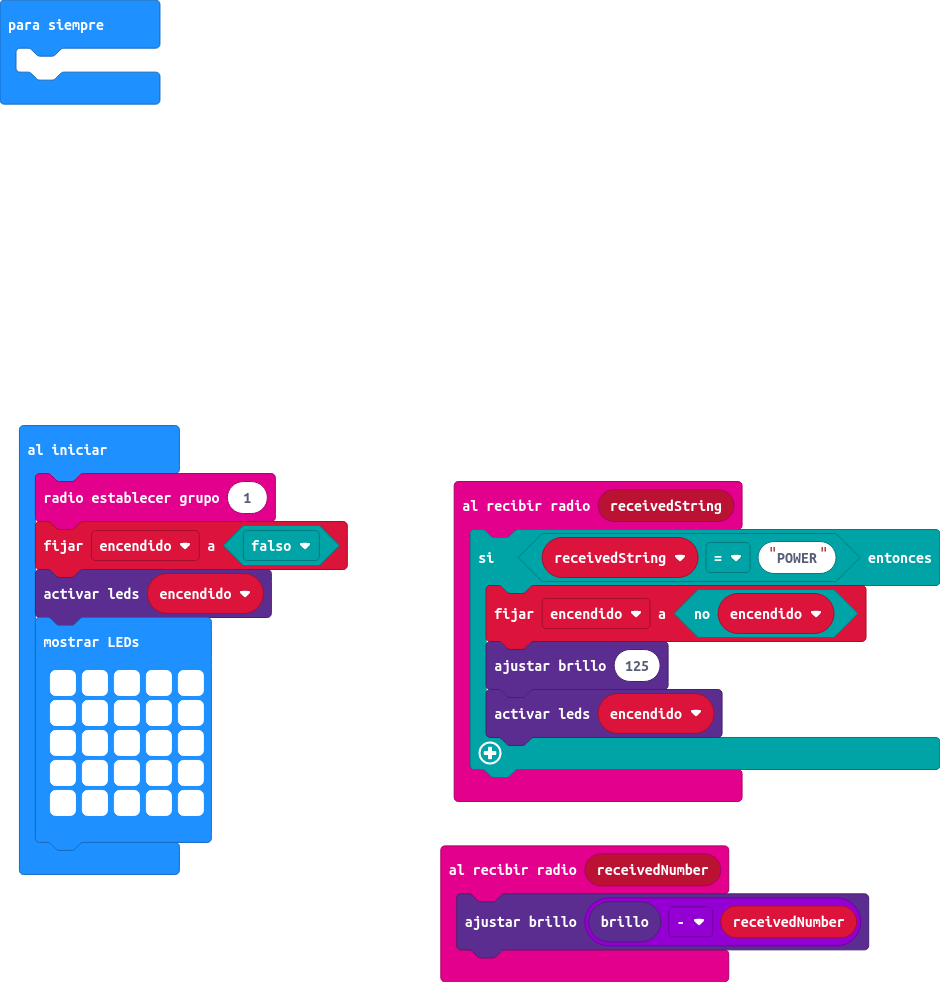 para siempre
al iniciar
radio establecer grupo 1
fijar encendido a falso
activar leds encendido
mostrar LEDs
al recibir radio receivedString
si receivedString = "POWER" entonces
fijar encendido a no encendido
ajustar brillo 125
activar leds encendido
al recibir radio receivedNumber
ajustar brillo brillo - receivedNumber